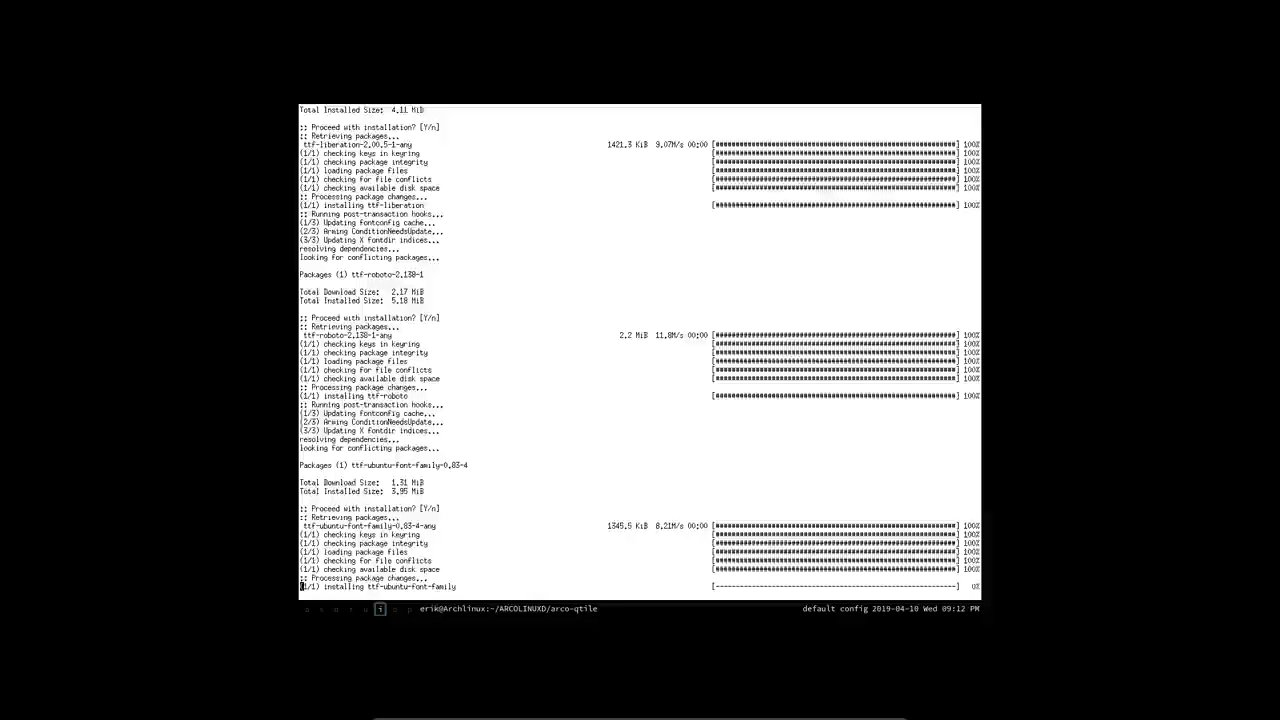 Total Installed Size:  4.11 MiB
:: Proceed with installation? [Y/n]
:: Retrieving packages...
ttf-liberation-2.00.5-1-any 1421.3 KiB 9.07M/s 00:00 [##############################] 100%
(1/1) checking keys in keyring [##############################] 100%
(1/1) checking package integrity [##############################] 100%
(1/1) loading package files [##############################] 100%
(1/1) checking for file conflicts [##############################] 100%
(1/1) checking available disk space [##############################] 100%
:: Processing package changes...
(1/1) installing ttf-liberation [##############################] 100%
:: Running post-transaction hooks...
(1/3) Updating fontconfig cache...
(2/3) Arming ConditionNeedsUpdate...
(3/3) Updating X fontdir indices...
resolving dependencies...
looking for conflicting packages...
Packages (1) ttf-roboto-2.138-1
Total Download Size:  2.17 MiB
Total Installed Size:  5.18 MiB
:: Proceed with installation? [Y/n]
:: Retrieving packages...
ttf-roboto-2.138-1-any 2.2 MiB 11.8M/s 00:00 [##############################] 100%
(1/1) checking keys in keyring [##############################] 100%
(1/1) checking package integrity [##############################] 100%
(1/1) loading package files [##############################] 100%
(1/1) checking for file conflicts [##############################] 100%
(1/1) checking available disk space [##############################] 100%
:: Processing package changes...
(1/1) installing ttf-roboto [##############################] 100%
:: Running post-transaction hooks...
(1/3) Updating fontconfig cache...
(2/3) Arming ConditionNeedsUpdate...
(3/3) Updating X fontdir indices...
resolving dependencies...
looking for conflicting packages...
Packages (1) ttf-ubuntu-font-family-0.83-4
Total Download Size:  1.31 MiB
Total Installed Size:  3.95 MiB
:: Proceed with installation? [Y/n]
:: Retrieving packages...
ttf-ubuntu-font-family-0.83-4-any 1345.5 KiB 8.21M/s 00:00 [##############################] 100%
(1/1) checking keys in keyring [##############################] 100%
(1/1) checking package integrity [##############################] 100%
(1/1) loading package files [##############################] 100%
(1/1) checking for file conflicts [##############################] 100%
(1/1) checking available disk space [##############################] 100%
:: Processing package changes...
(1/1) installing ttf-ubuntu-font-family [------------------------------] 0%
i erik@Archlinux:~/ARCOLINUXD/arco-qtile default config 2019-04-10 Wed 09:12 PM